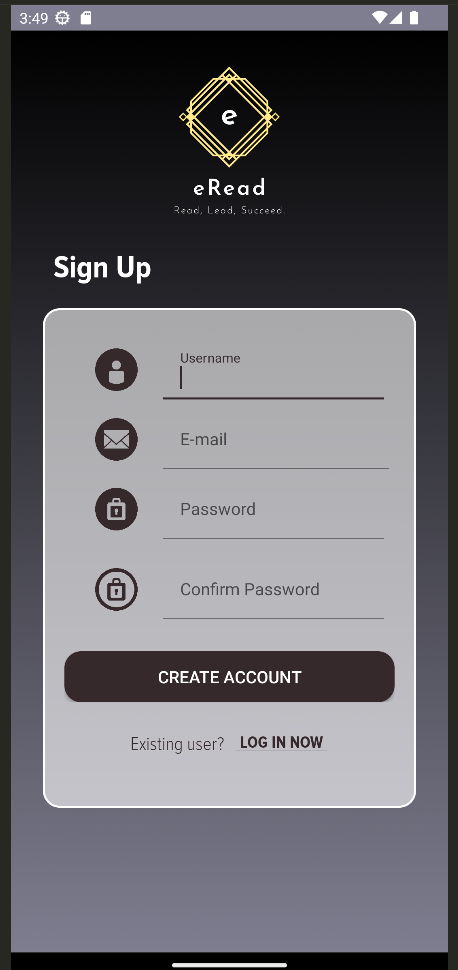 3:49
e
eRead
Read, Lead, Succeed.
Sign Up
Username
E-mail
Password
Confirm Password
CREATE ACCOUNT
Existing user? LOG IN NOW